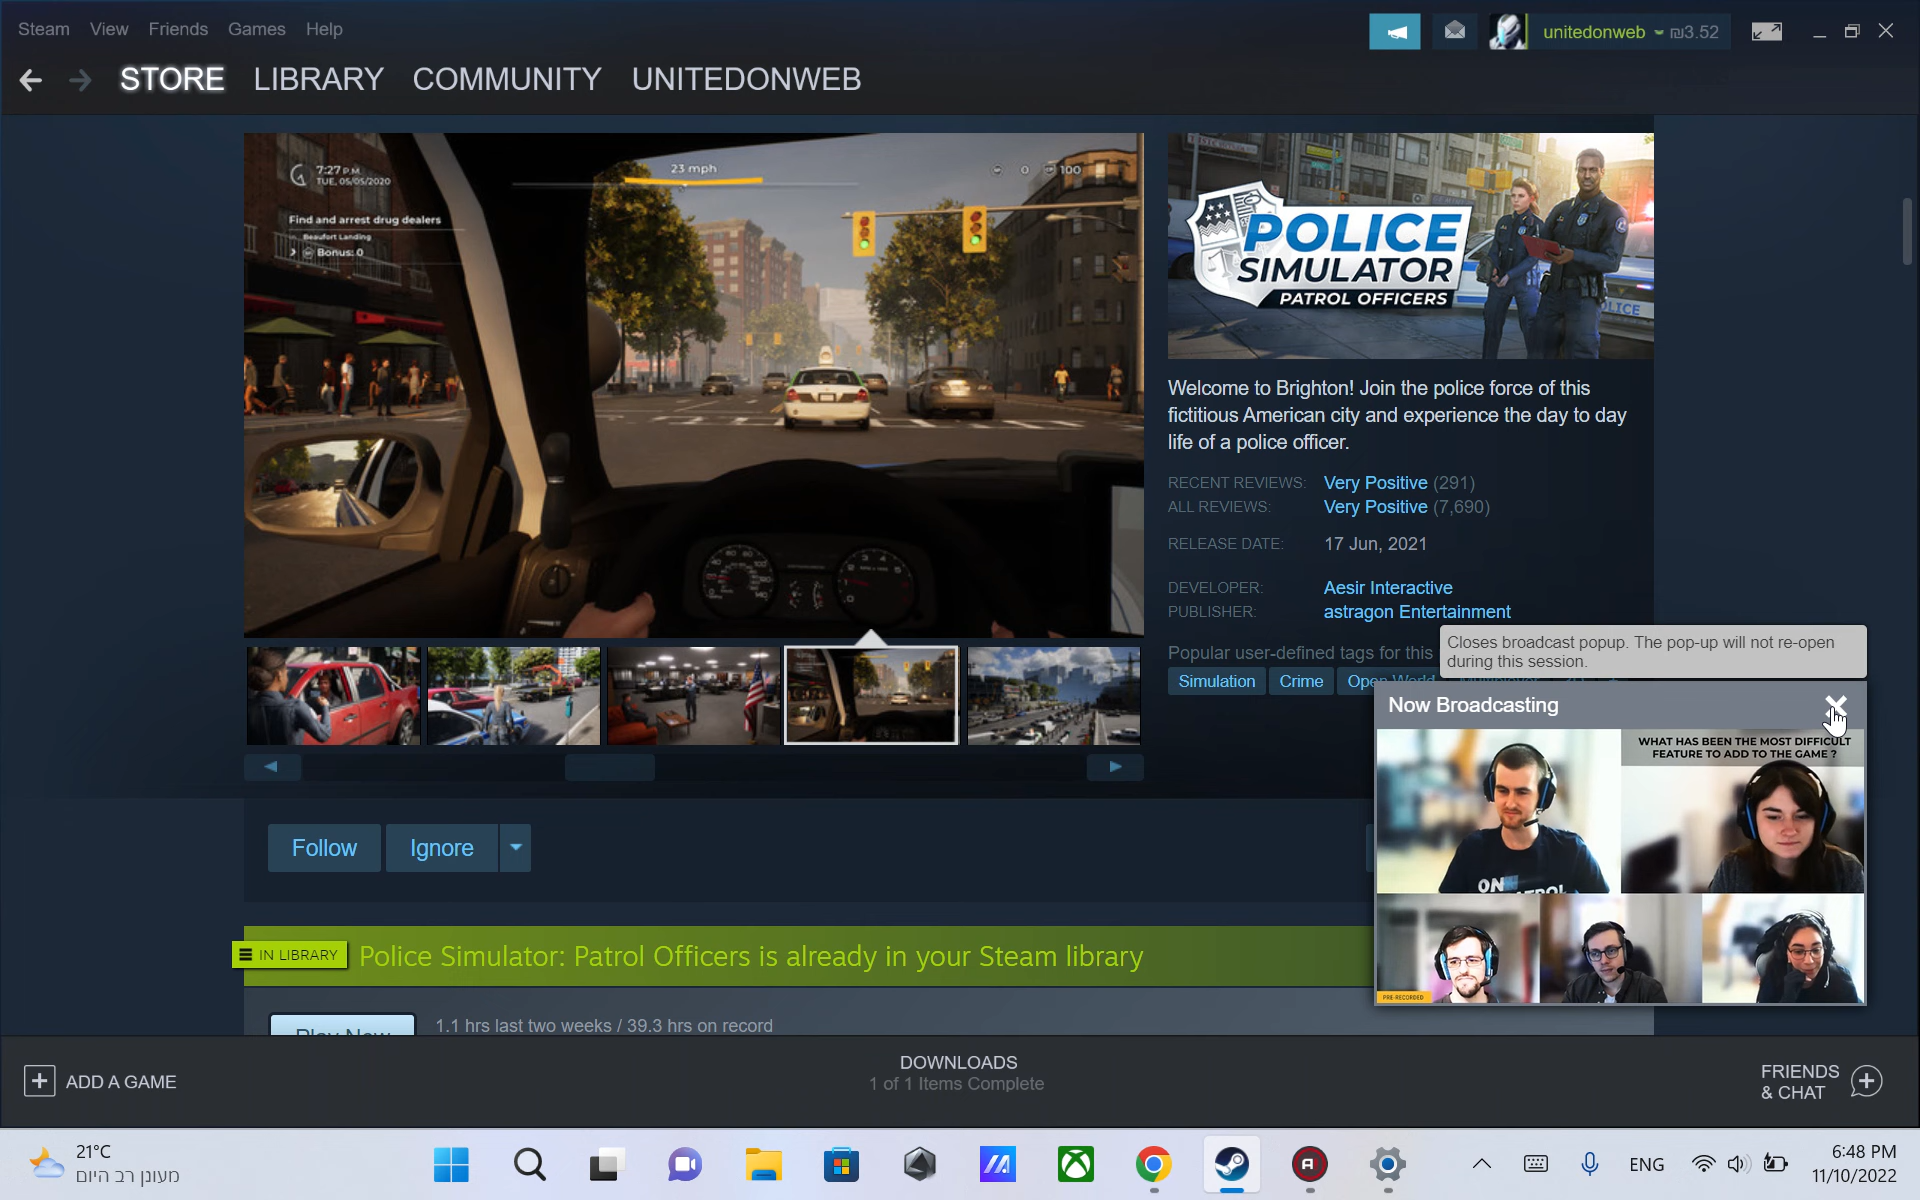 Steam View Friends Games Help
unitedonweb ₪3.52
STORE LIBRARY COMMUNITY UNITEDONWEB
7:27 P.M.
TUE, 05/05/2020
23 mph
0 100
Find and arrest drug dealers
Beaufort Landing
Bonus: 0
POLICE
SIMULATOR
PATROL OFFICERS
POLICE
Welcome to Brighton! Join the police force of this
fictitious American city and experience the day to day
life of a police officer.
RECENT REVIEWS: Very Positive (291)
ALL REVIEWS: Very Positive (7,690)
RELEASE DATE: 17 Jun, 2021
DEVELOPER: Aesir Interactive
PUBLISHER: astragon Entertainment
Popular user-defined tags for this
Simulation Crime Open World
Closes broadcast popup. The pop-up will not re-open
during this session.
Now Broadcasting
WHAT HAS BEEN THE MOST DIFFICULT
FEATURE TO ADD TO THE GAME ?
PRE-RECORDED
Follow Ignore
IN LIBRARY
Police Simulator: Patrol Officers is already in your Steam library
Play Now
1.1 hrs last two weeks / 39.3 hrs on record
ADD A GAME
DOWNLOADS
1 of 1 Items Complete
FRIENDS
& CHAT
21°C
מעונן רב היום
ENG
6:48 PM
11/10/2022